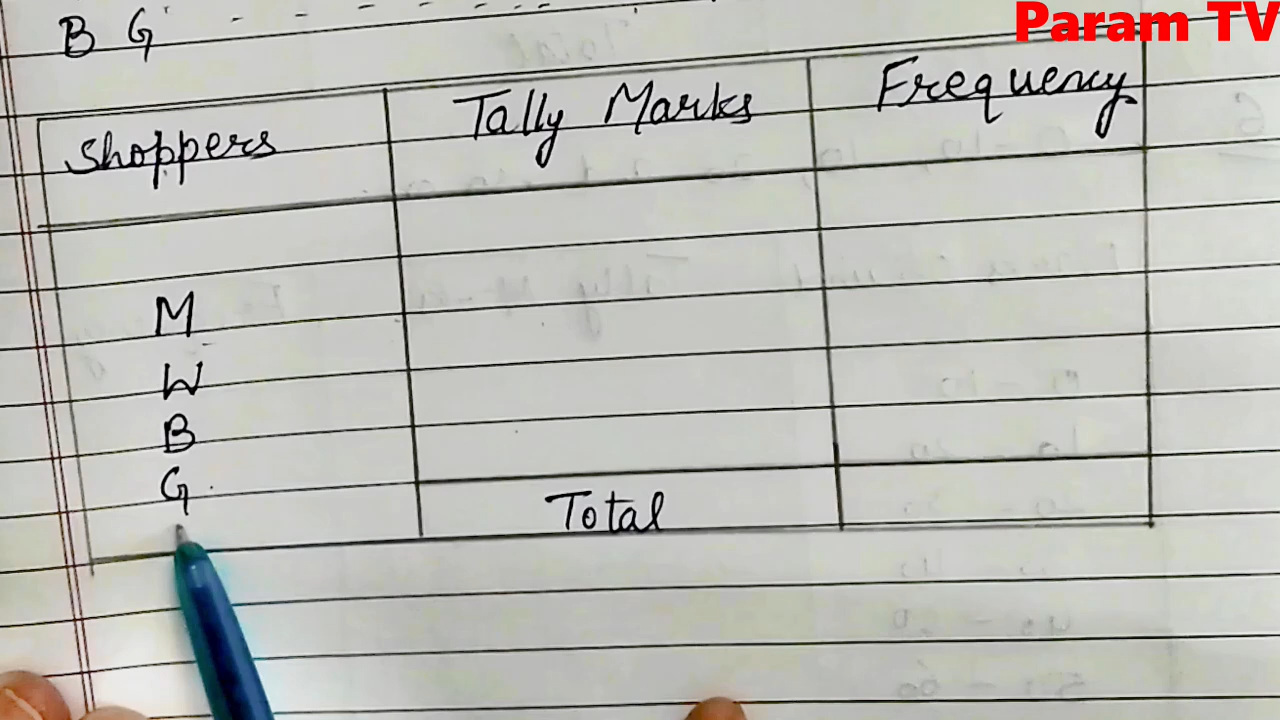 Param TV
B G - - - - - -
Shoppers Tally Marks Frequency
M
W
B
G
Total